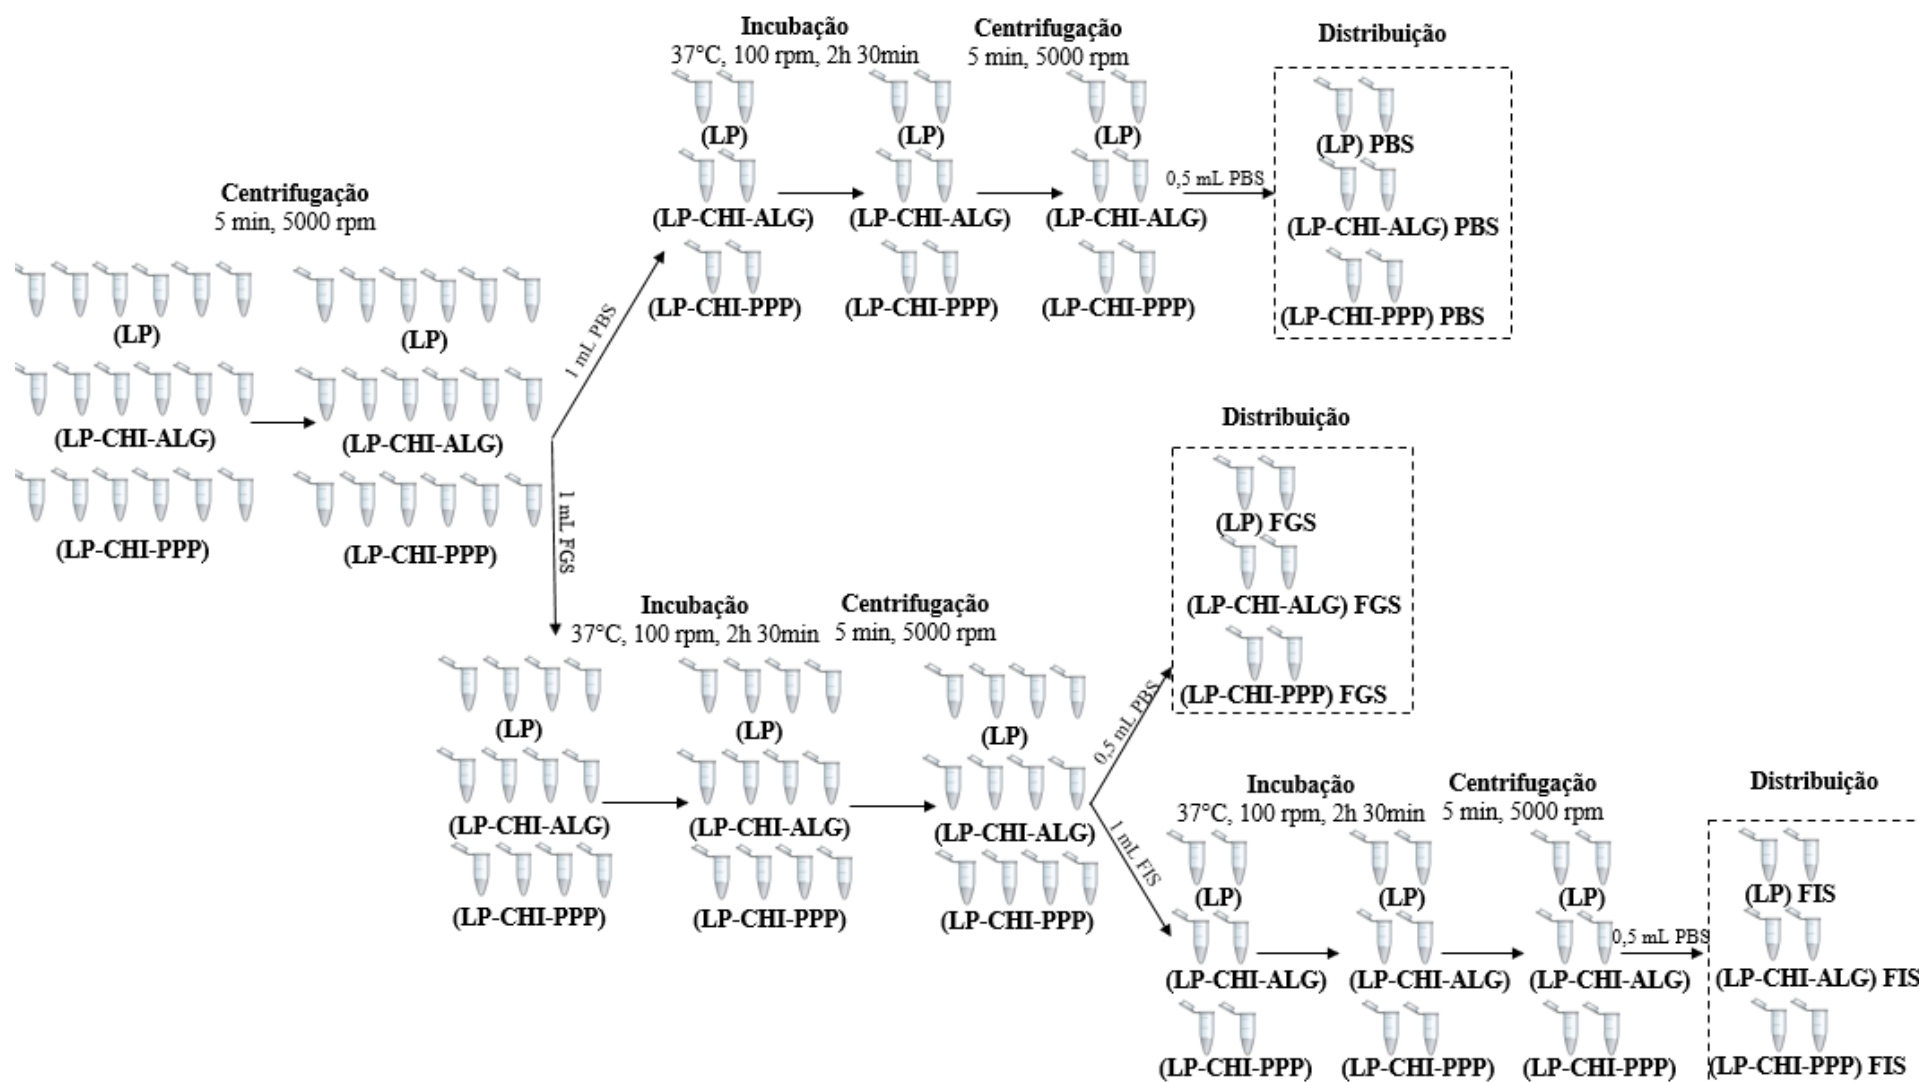 Centrifugação
5 min, 5000 rpm
(LP)
(LP-CHI-ALG)
(LP-CHI-PPP)
(LP)
(LP-CHI-ALG)
(LP-CHI-PPP)
1 mL PBS
1 mL FGS
Incubação
37°C, 100 rpm, 2h 30min
Centrifugação
5 min, 5000 rpm
(LP)
(LP)
(LP)
(LP-CHI-ALG)
(LP-CHI-ALG)
(LP-CHI-ALG)
(LP-CHI-PPP)
(LP-CHI-PPP)
(LP-CHI-PPP)
0,5 mL PBS
Distribuição
(LP) PBS
(LP-CHI-ALG) PBS
(LP-CHI-PPP) PBS
Incubação
37°C, 100 rpm, 2h 30min
Centrifugação
5 min, 5000 rpm
(LP)
(LP)
(LP)
(LP-CHI-ALG)
(LP-CHI-ALG)
(LP-CHI-ALG)
(LP-CHI-PPP)
(LP-CHI-PPP)
(LP-CHI-PPP)
0,5 mL PBS
1 mL FIS
Distribuição
(LP) FGS
(LP-CHI-ALG) FGS
(LP-CHI-PPP) FGS
Incubação
37°C, 100 rpm, 2h 30min
Centrifugação
5 min, 5000 rpm
(LP)
(LP)
(LP)
(LP-CHI-ALG)
(LP-CHI-ALG)
(LP-CHI-ALG)
(LP-CHI-PPP)
(LP-CHI-PPP)
(LP-CHI-PPP)
0,5 mL PBS
Distribuição
(LP) FIS
(LP-CHI-ALG) FIS
(LP-CHI-PPP) FIS